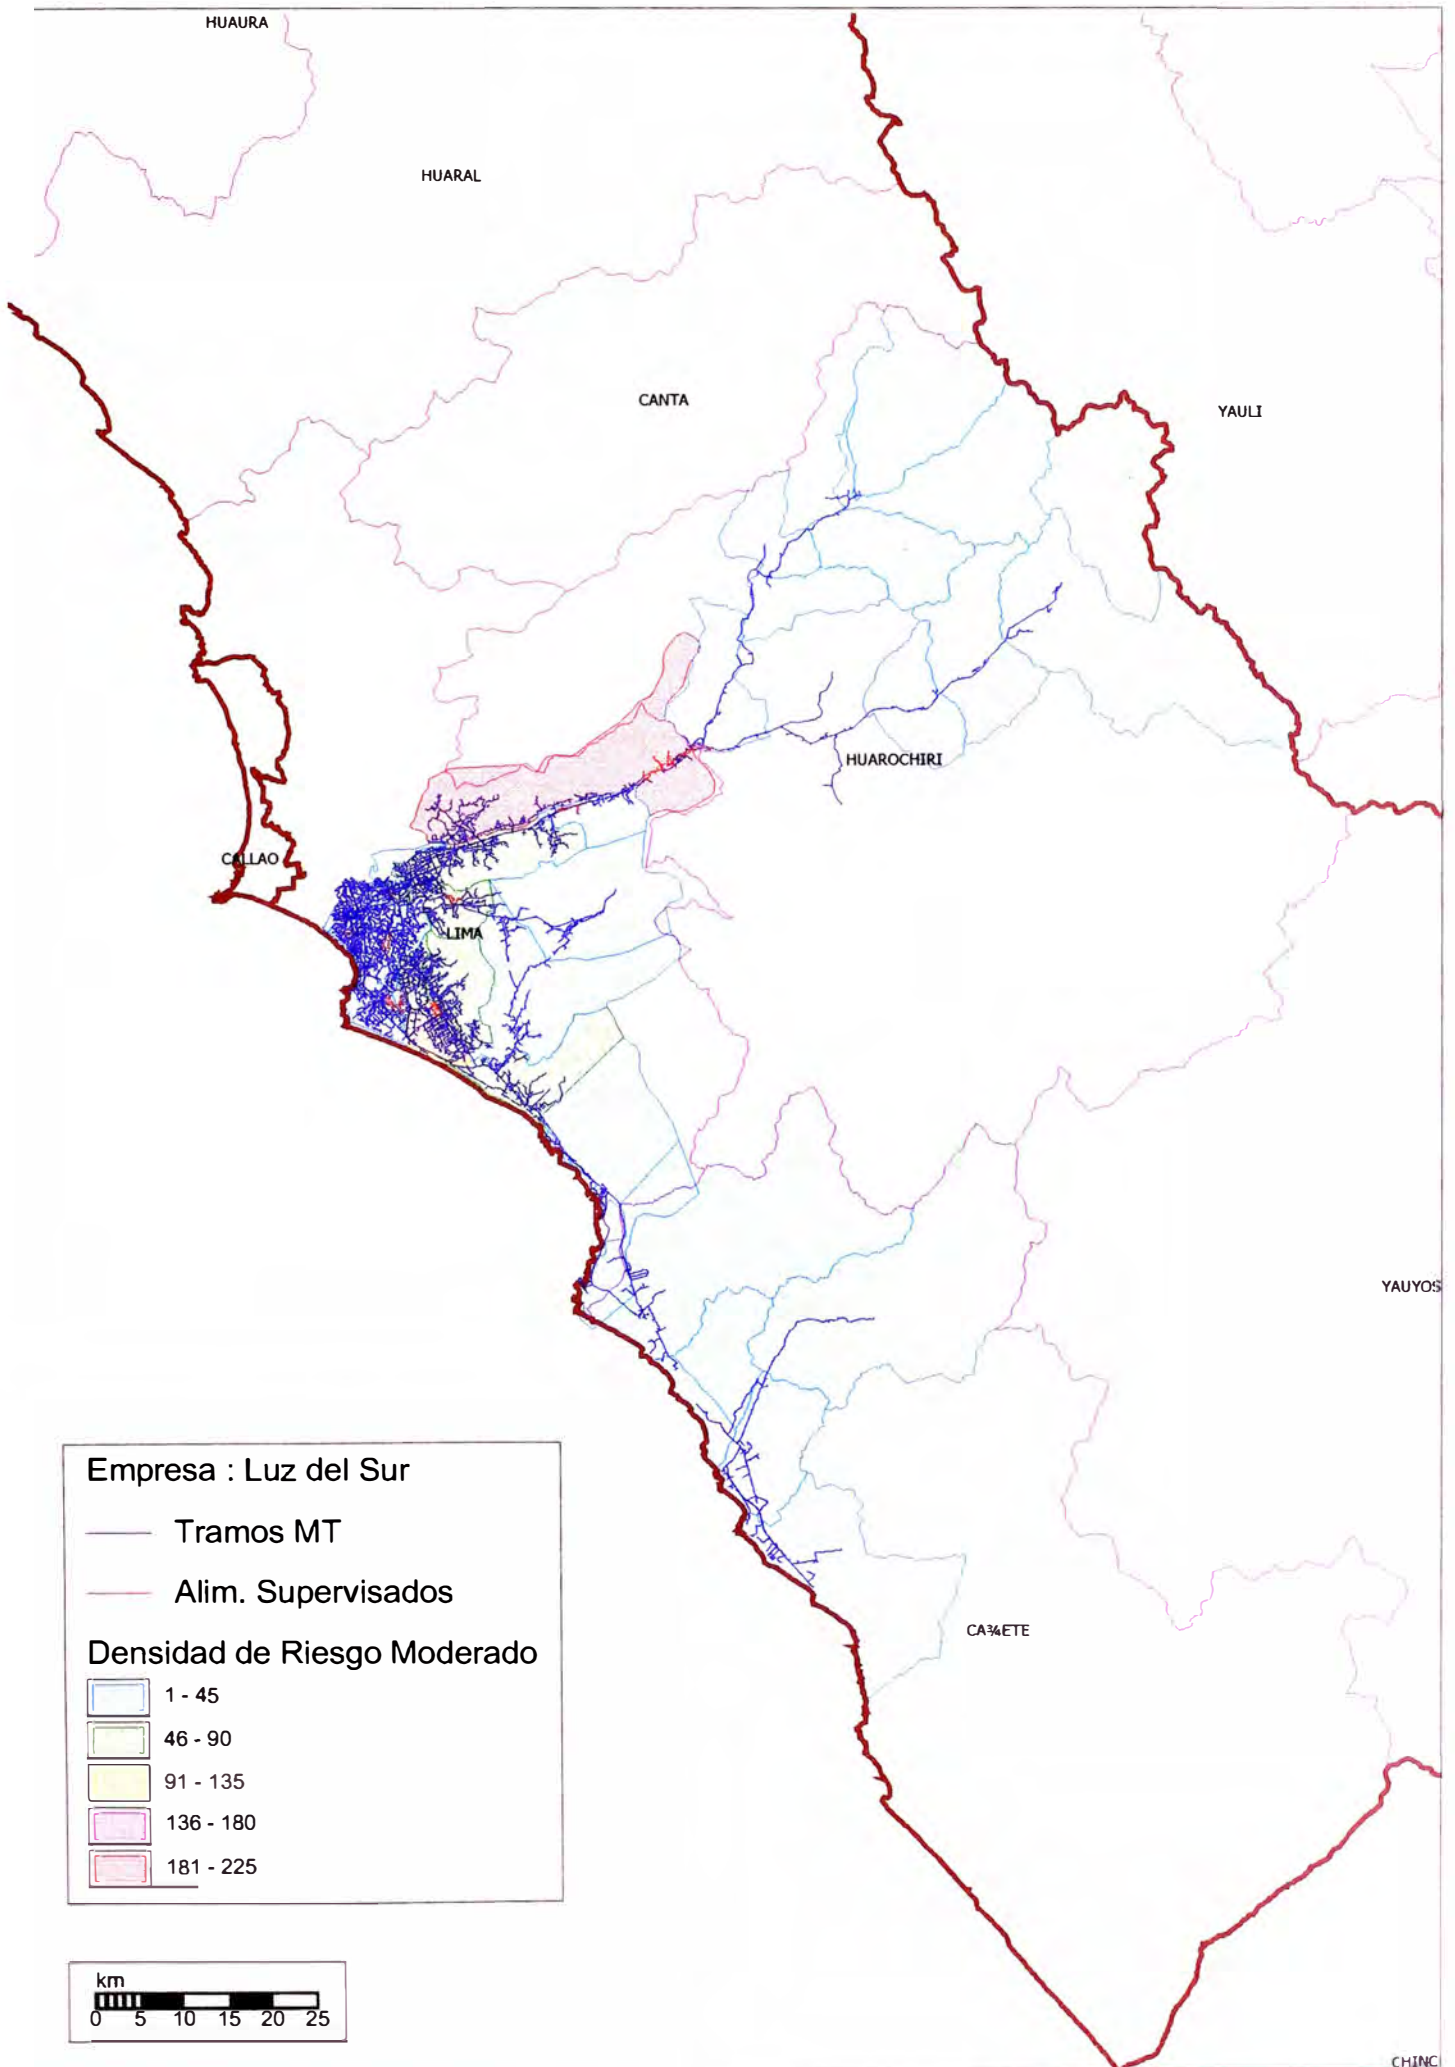 HUAURA
HUARAL
CANTA
YAULI
HUAROCHIRI
CALLAO
LIMA
YAUYOS
Empresa : Luz del Sur
Tramos MT
Alim. Supervisados
Densidad de Riesgo Moderado
1 - 45
46 - 90
91 - 135
136 - 180
181 - 225
CA¾ETE
km
0 5 10 15 20 25
CHINC